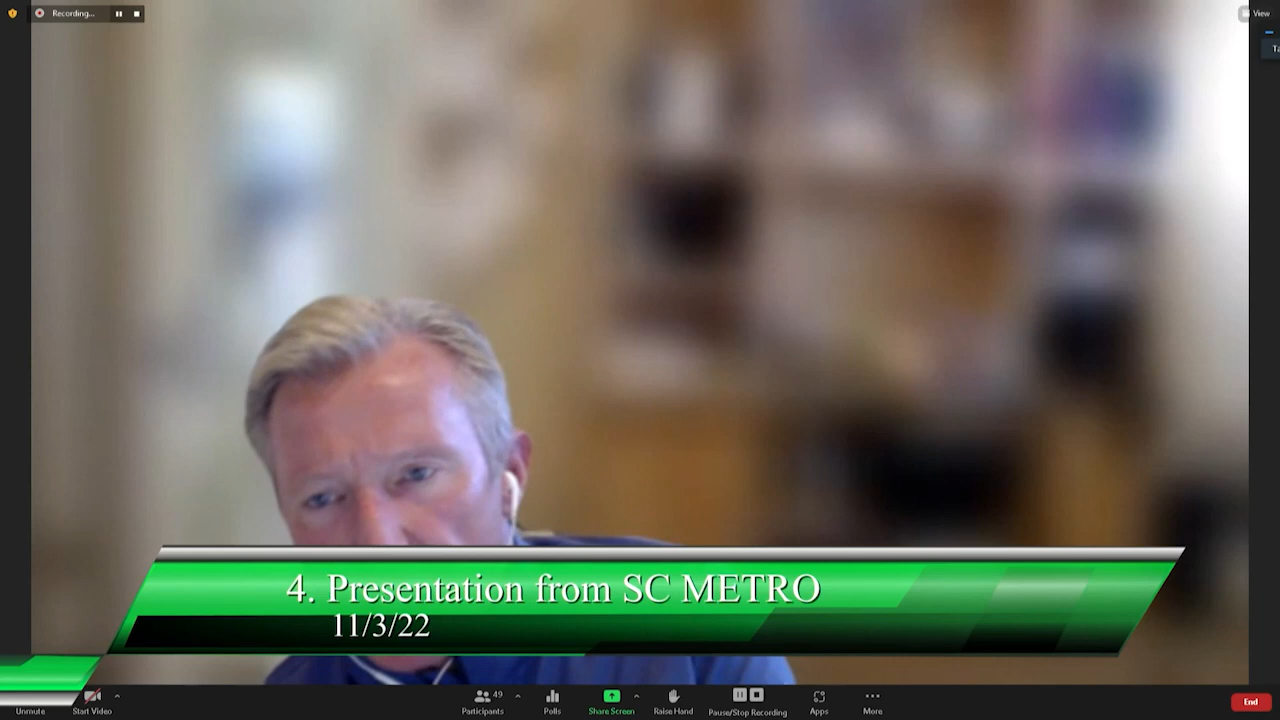 Recording...
View
4. Presentation from SC METRO
11/3/22
Unmute
Start Video
49
Participants
Polls
Share Screen
Raise Hand
Pause/Stop Recording
Apps
More
End